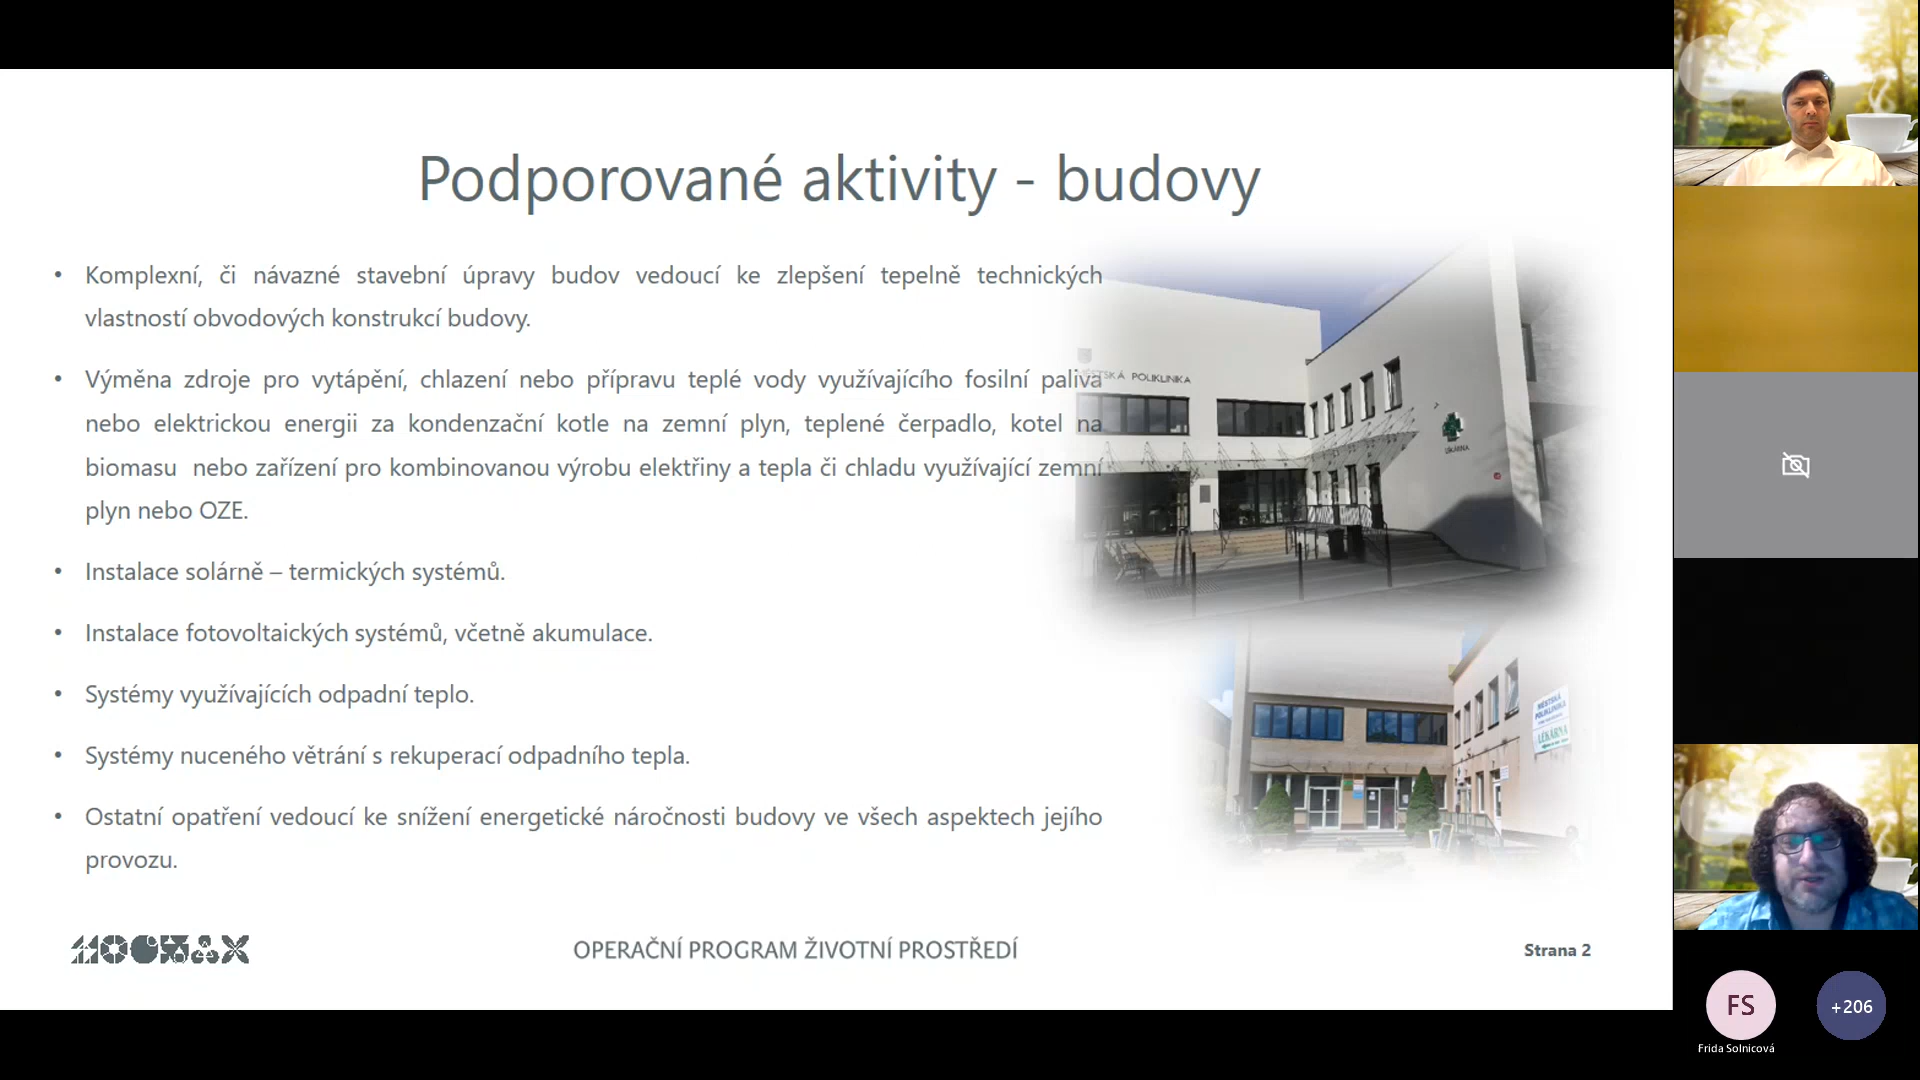 Podporované aktivity - budovy
• Komplexní, či návazné stavební úpravy budov vedoucí ke zlepšení tepelně technických
vlastností obvodových konstrukcí budovy.
• Výměna zdroje pro vytápění, chlazení nebo přípravu teplé vody využívajícího fosilní paliva
nebo elektrickou energii za kondenzační kotle na zemní plyn, teplené čerpadlo, kotel na
biomasu nebo zařízení pro kombinovanou výrobu elektřiny a tepla či chladu využívající zemní
plyn nebo OZE.
• Instalace solárně – termických systémů.
• Instalace fotovoltaických systémů, včetně akumulace.
• Systémy využívajících odpadní teplo.
• Systémy nuceného větrání s rekuperací odpadního tepla.
• Ostatní opatření vedoucí ke snížení energetické náročnosti budovy ve všech aspektech jejího
provozu.
MĚSTSKÁ POLIKLINIKA
LÉKÁRNA
MĚSTSKÁ
POLIKLINIKA
LÉKÁRNA
OPERAČNÍ PROGRAM ŽIVOTNÍ PROSTŘEDÍ
Strana 2
FS
+206
Frida Solnicová